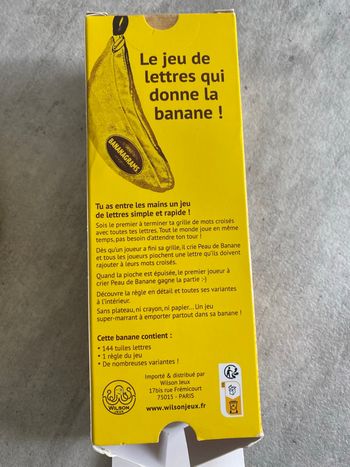 Le jeu de
lettres qui
donne la
banane !
BANANAGRAMS
Tu as entre les mains un jeu
de lettres simple et rapide !
Sois le premier à terminer ta grille de mots croisés
avec toutes tes lettres. Tout le monde joue en même
temps, pas besoin d'attendre ton tour !
Dès qu'un joueur a fini sa grille, il crie Peau de Banane
et tous les joueurs piochent une lettre qu'ils doivent
rajouter à leurs mots croisés.
Quand la pioche est épuisée, le premier joueur à
crier Peau de Banane gagne la partie :-)
Découvre la règle en détail et toutes ses variantes
à l'intérieur.
Sans plateau, ni crayon, ni papier... Un jeu
super-marrant à emporter partout dans sa banane !
Cette banane contient :
• 144 tuiles lettres
• 1 règle du jeu
• De nombreuses variantes !
Importé & distribué par
Wilson Jeux
17bis rue Frémicourt
75015 - PARIS
www.wilsonjeux.fr
WILSON
JEUX